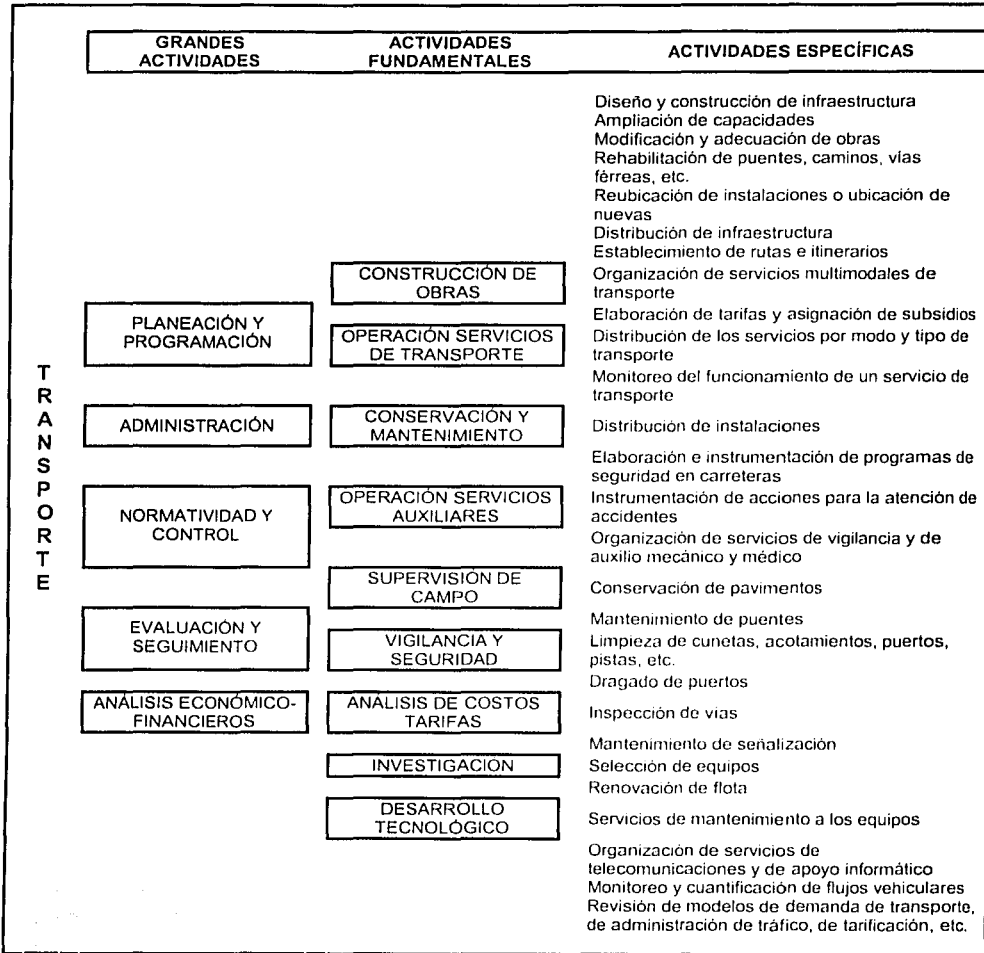 GRANDES
ACTIVIDADES
ACTIVIDADES
FUNDAMENTALES
ACTIVIDADES ESPECÍFICAS
TRANSPORTE
PLANEACIÓN Y
PROGRAMACIÓN
ADMINISTRACIÓN
NORMATIVIDAD Y
CONTROL
EVALUACIÓN Y
SEGUIMIENTO
ANÁLISIS ECONÓMICO-
FINANCIEROS
CONSTRUCCIÓN DE
OBRAS
OPERACIÓN SERVICIOS
DE TRANSPORTE
CONSERVACIÓN Y
MANTENIMIENTO
OPERACIÓN SERVICIOS
AUXILIARES
SUPERVISIÓN DE
CAMPO
VIGILANCIA Y
SEGURIDAD
ANÁLISIS DE COSTOS
TARIFAS
INVESTIGACIÓN
DESARROLLO
TECNOLÓGICO
Diseño y construcción de infraestructura
Ampliación de capacidades
Modificación y adecuación de obras
Rehabilitación de puentes, caminos, vías
férreas, etc.
Reubicación de instalaciones o ubicación de
nuevas
Distribución de infraestructura
Establecimiento de rutas e itinerarios
Organización de servicios multimodales de
transporte
Elaboración de tarifas y asignación de subsidios
Distribución de los servicios por modo y tipo de
transporte
Monitoreo del funcionamiento de un servicio de
transporte
Distribución de instalaciones
Elaboración e instrumentación de programas de
seguridad en carreteras
Instrumentación de acciones para la atención de
accidentes
Organización de servicios de vigilancia y de
auxilio mecánico y médico
Conservación de pavimentos
Mantenimiento de puentes
Limpieza de cunetas, acotamientos, puertos,
pistas, etc.
Dragado de puertos
Inspección de vías
Mantenimiento de señalización
Selección de equipos
Renovación de flota
Servicios de mantenimiento a los equipos
Organización de servicios de
telecomunicaciones y de apoyo informático
Monitoreo y cuantificación de flujos vehiculares
Revisión de modelos de demanda de transporte,
de administración de tráfico, de tarificación, etc.